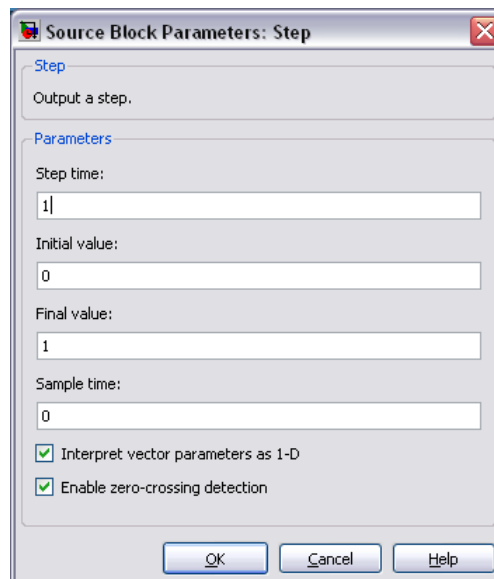 Source Block Parameters: Step
Step
Output a step.
Parameters
Step time:
1
Initial value:
0
Final value:
1
Sample time:
0
Interpret vector parameters as 1-D
Enable zero-crossing detection
OK Cancel Help